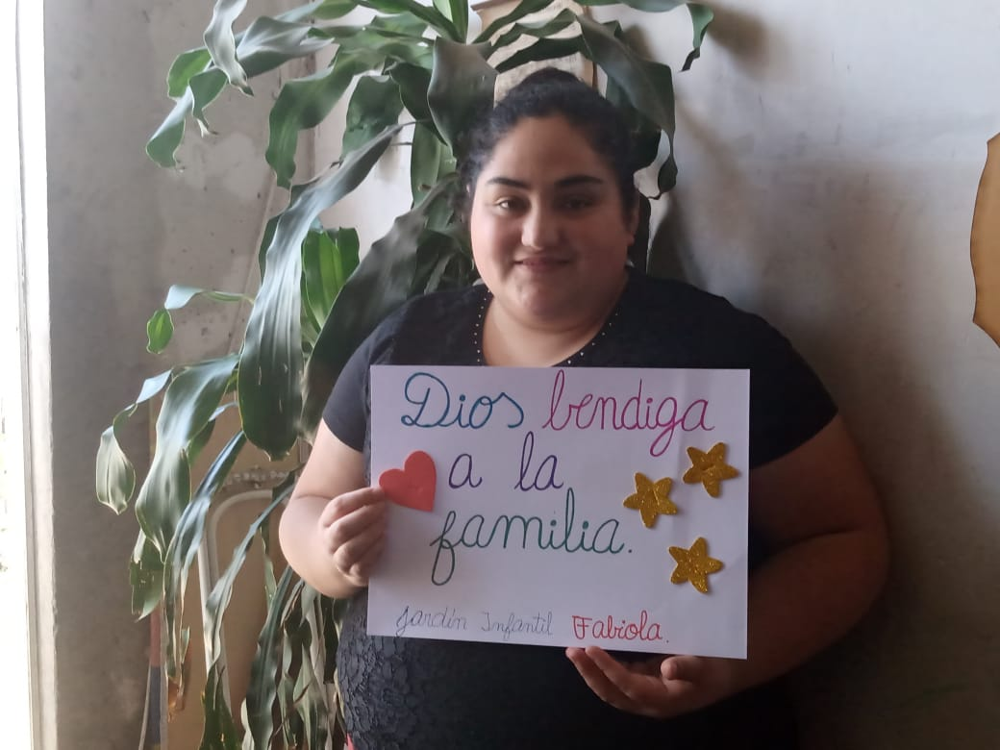 Dios bendiga
a la
familia.
Jardín Infantil Fabiola.